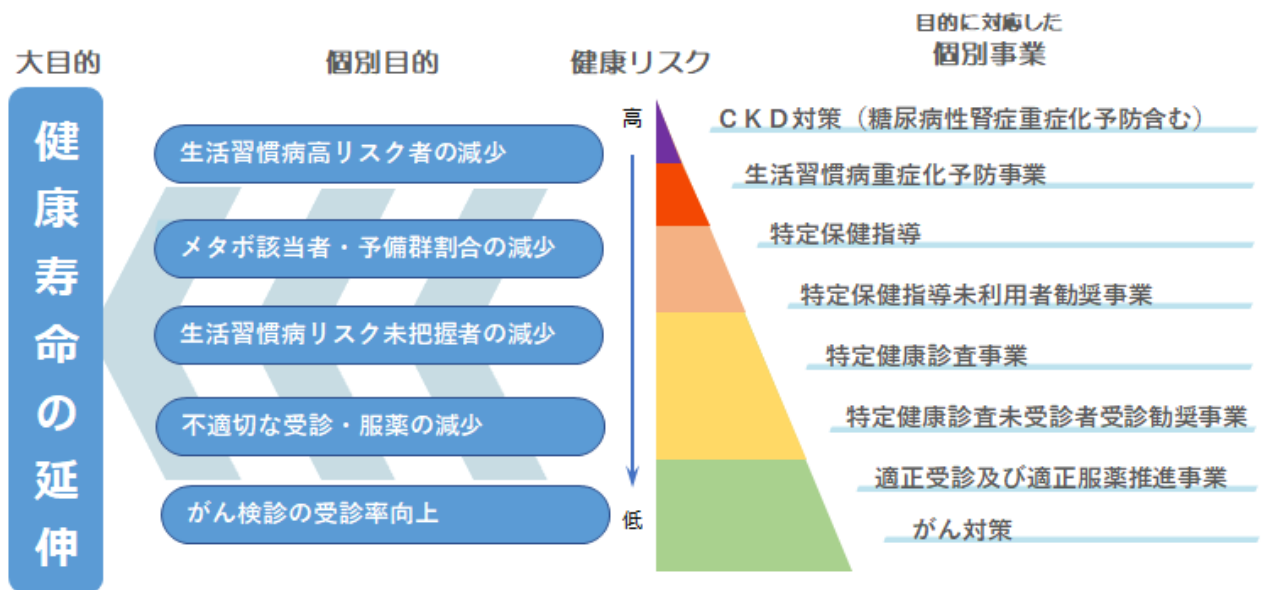 大目的
個別目的
健康リスク
目的に対応した
個別事業
健康寿命の延伸
生活習慣病高リスク者の減少
メタボ該当者・予備群割合の減少
生活習慣病リスク未把握者の減少
不適切な受診・服薬の減少
がん検診の受診率向上
高
低
ＣＫＤ対策（糖尿病性腎症重症化予防含む）
生活習慣病重症化予防事業
特定保健指導
特定保健指導未利用者勧奨事業
特定健康診査事業
特定健康診査未受診者受診勧奨事業
適正受診及び適正服薬推進事業
がん対策